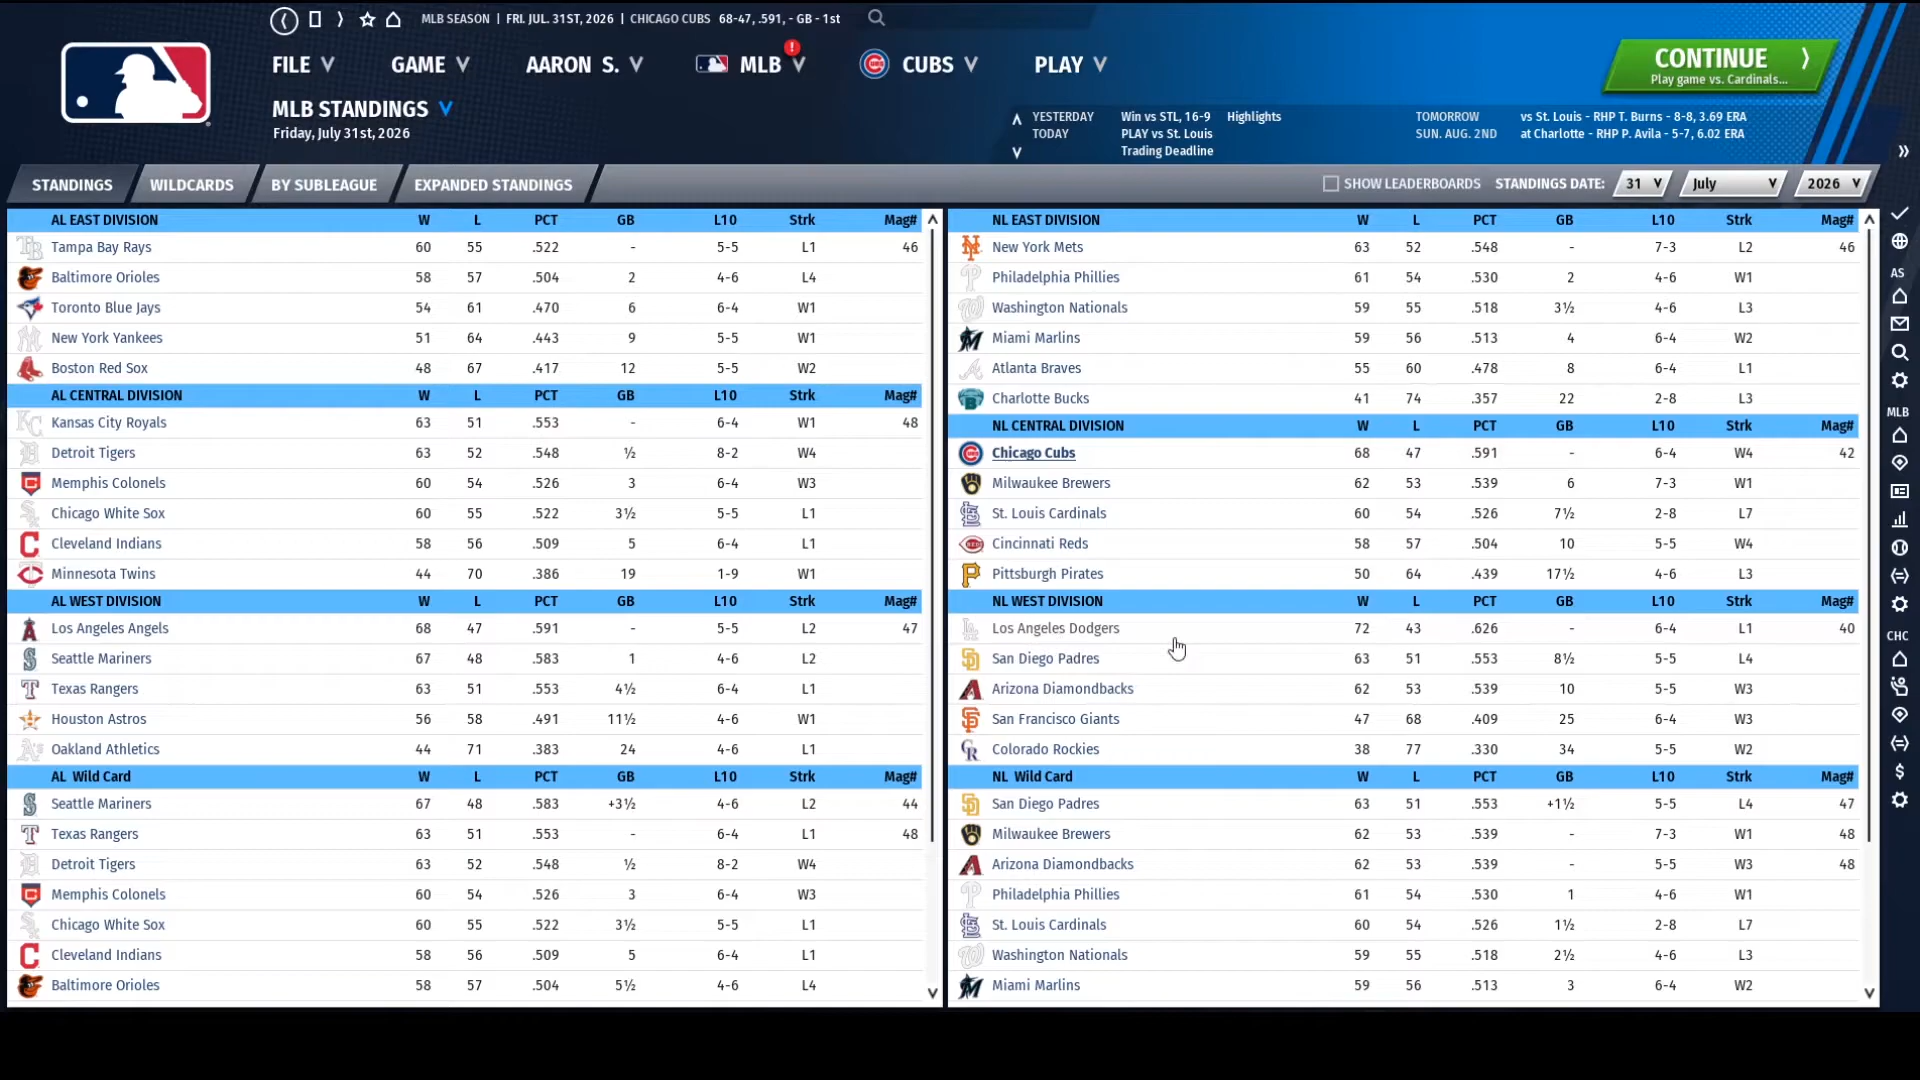 MLB SEASON | FRI. JUL. 31ST, 2026 | CHICAGO CUBS 68-47, .591, - GB - 1st
FILE GAME AARON S. MLB ! CUBS PLAY
CONTINUE
Play game vs. Cardinals...
MLB STANDINGS
Friday, July 31st, 2026
YESTERDAY Win vs STL, 16-9 Highlights TOMORROW vs St. Louis - RHP T. Burns - 8-8, 3.69 ERA
TODAY PLAY vs St. Louis SUN. AUG. 2ND at Charlotte - RHP P. Avila - 5-7, 6.02 ERA
Trading Deadline
STANDINGS WILDCARDS BY SUBLEAGUE EXPANDED STANDINGS SHOW LEADERBOARDS STANDINGS DATE: 31 July 2026
AL EAST DIVISION W L PCT GB L10 Strk Mag#
Tampa Bay Rays 60 55 .522 - 5-5 L1 46
Baltimore Orioles 58 57 .504 2 4-6 L4
Toronto Blue Jays 54 61 .470 6 6-4 W1
New York Yankees 51 64 .443 9 5-5 W1
Boston Red Sox 48 67 .417 12 5-5 W2
AL CENTRAL DIVISION W L PCT GB L10 Strk Mag#
Kansas City Royals 63 51 .553 - 6-4 W1 48
Detroit Tigers 63 52 .548 ½ 8-2 W4
Memphis Colonels 60 54 .526 3 6-4 W3
Chicago White Sox 60 55 .522 3½ 5-5 L1
Cleveland Indians 58 56 .509 5 6-4 L1
Minnesota Twins 44 70 .386 19 1-9 W1
AL WEST DIVISION W L PCT GB L10 Strk Mag#
Los Angeles Angels 68 47 .591 - 5-5 L2 47
Seattle Mariners 67 48 .583 1 4-6 L2
Texas Rangers 63 51 .553 4½ 6-4 L1
Houston Astros 56 58 .491 11½ 4-6 W1
Oakland Athletics 44 71 .383 24 4-6 L1
AL Wild Card W L PCT GB L10 Strk Mag#
Seattle Mariners 67 48 .583 +3½ 4-6 L2 44
Texas Rangers 63 51 .553 - 6-4 L1 48
Detroit Tigers 63 52 .548 ½ 8-2 W4
Memphis Colonels 60 54 .526 3 6-4 W3
Chicago White Sox 60 55 .522 3½ 5-5 L1
Cleveland Indians 58 56 .509 5 6-4 L1
Baltimore Orioles 58 57 .504 5½ 4-6 L4
NL EAST DIVISION W L PCT GB L10 Strk Mag#
New York Mets 63 52 .548 - 7-3 L2 46
Philadelphia Phillies 61 54 .530 2 4-6 W1
Washington Nationals 59 55 .518 3½ 4-6 L3
Miami Marlins 59 56 .513 4 6-4 W2
Atlanta Braves 55 60 .478 8 6-4 L1
Charlotte Bucks 41 74 .357 22 2-8 L3
NL CENTRAL DIVISION W L PCT GB L10 Strk Mag#
Chicago Cubs 68 47 .591 - 6-4 W4 42
Milwaukee Brewers 62 53 .539 6 7-3 W1
St. Louis Cardinals 60 54 .526 7½ 2-8 L7
Cincinnati Reds 58 57 .504 10 5-5 W4
Pittsburgh Pirates 50 64 .439 17½ 4-6 L3
NL WEST DIVISION W L PCT GB L10 Strk Mag#
Los Angeles Dodgers 72 43 .626 - 6-4 L1 40
San Diego Padres 63 51 .553 8½ 5-5 L4
Arizona Diamondbacks 62 53 .539 10 5-5 W3
San Francisco Giants 47 68 .409 25 6-4 W3
Colorado Rockies 38 77 .330 34 5-5 W2
NL Wild Card W L PCT GB L10 Strk Mag#
San Diego Padres 63 51 .553 +1½ 5-5 L4 47
Milwaukee Brewers 62 53 .539 - 7-3 W1 48
Arizona Diamondbacks 62 53 .539 - 5-5 W3 48
Philadelphia Phillies 61 54 .530 1 4-6 W1
St. Louis Cardinals 60 54 .526 1½ 2-8 L7
Washington Nationals 59 55 .518 2½ 4-6 L3
Miami Marlins 59 56 .513 3 6-4 W2
AS
MLB
CHC
$